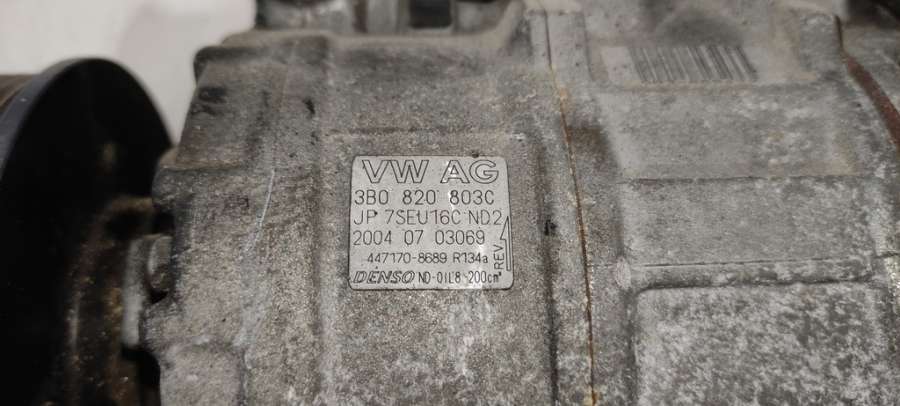 VW AG
3B0 820 803C
JP 7SEU16C ND2
2004 07 03069
447170-8689 R134a
REV
DENSO ND-OIL8 200cm³